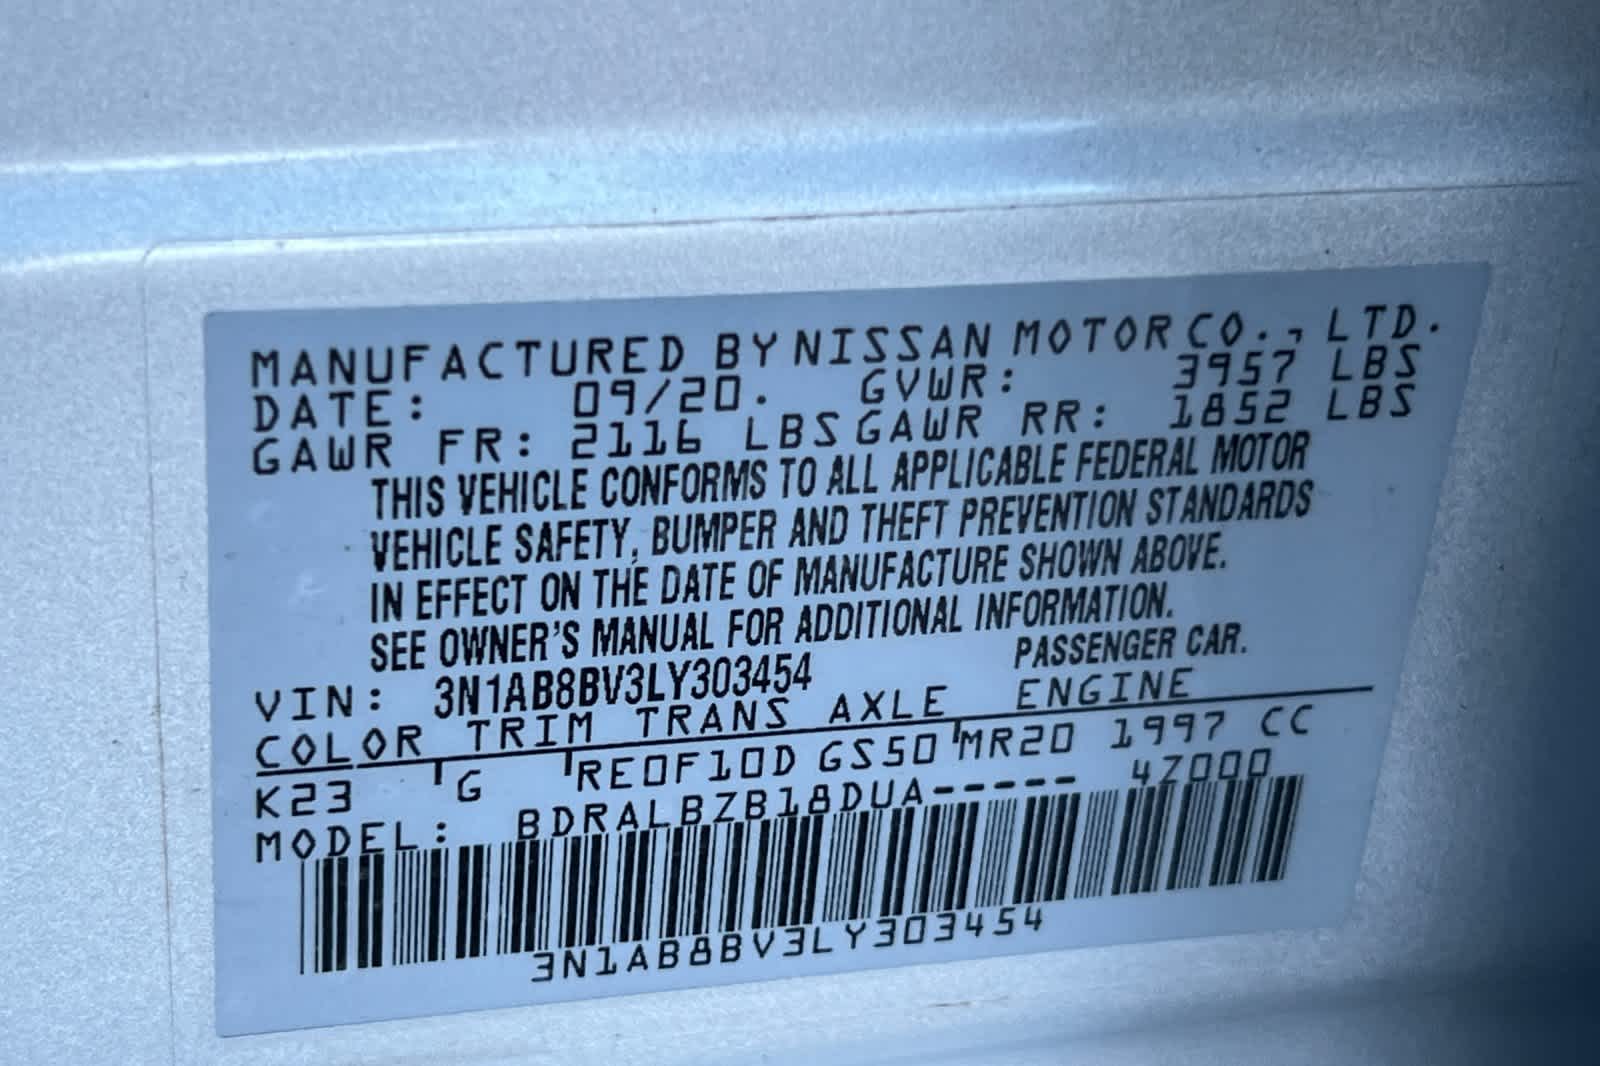 MANUFACTURED BY NISSAN MOTOR CO., LTD.
DATE: 09/20. GVWR: 3957 LBS
GAWR FR: 2116 LBS GAWR RR: 1852 LBS
THIS VEHICLE CONFORMS TO ALL APPLICABLE FEDERAL MOTOR
VEHICLE SAFETY, BUMPER AND THEFT PREVENTION STANDARDS
IN EFFECT ON THE DATE OF MANUFACTURE SHOWN ABOVE.
SEE OWNER'S MANUAL FOR ADDITIONAL INFORMATION.
VIN: 3N1AB8BV3LY303454 PASSENGER CAR.
COLOR TRIM TRANS AXLE ENGINE
K23 G RE0F10D GS50 MR20 1997 CC
MODEL: BDRALBZB18DUA----- 4Z000
3N1AB8BV3LY303454